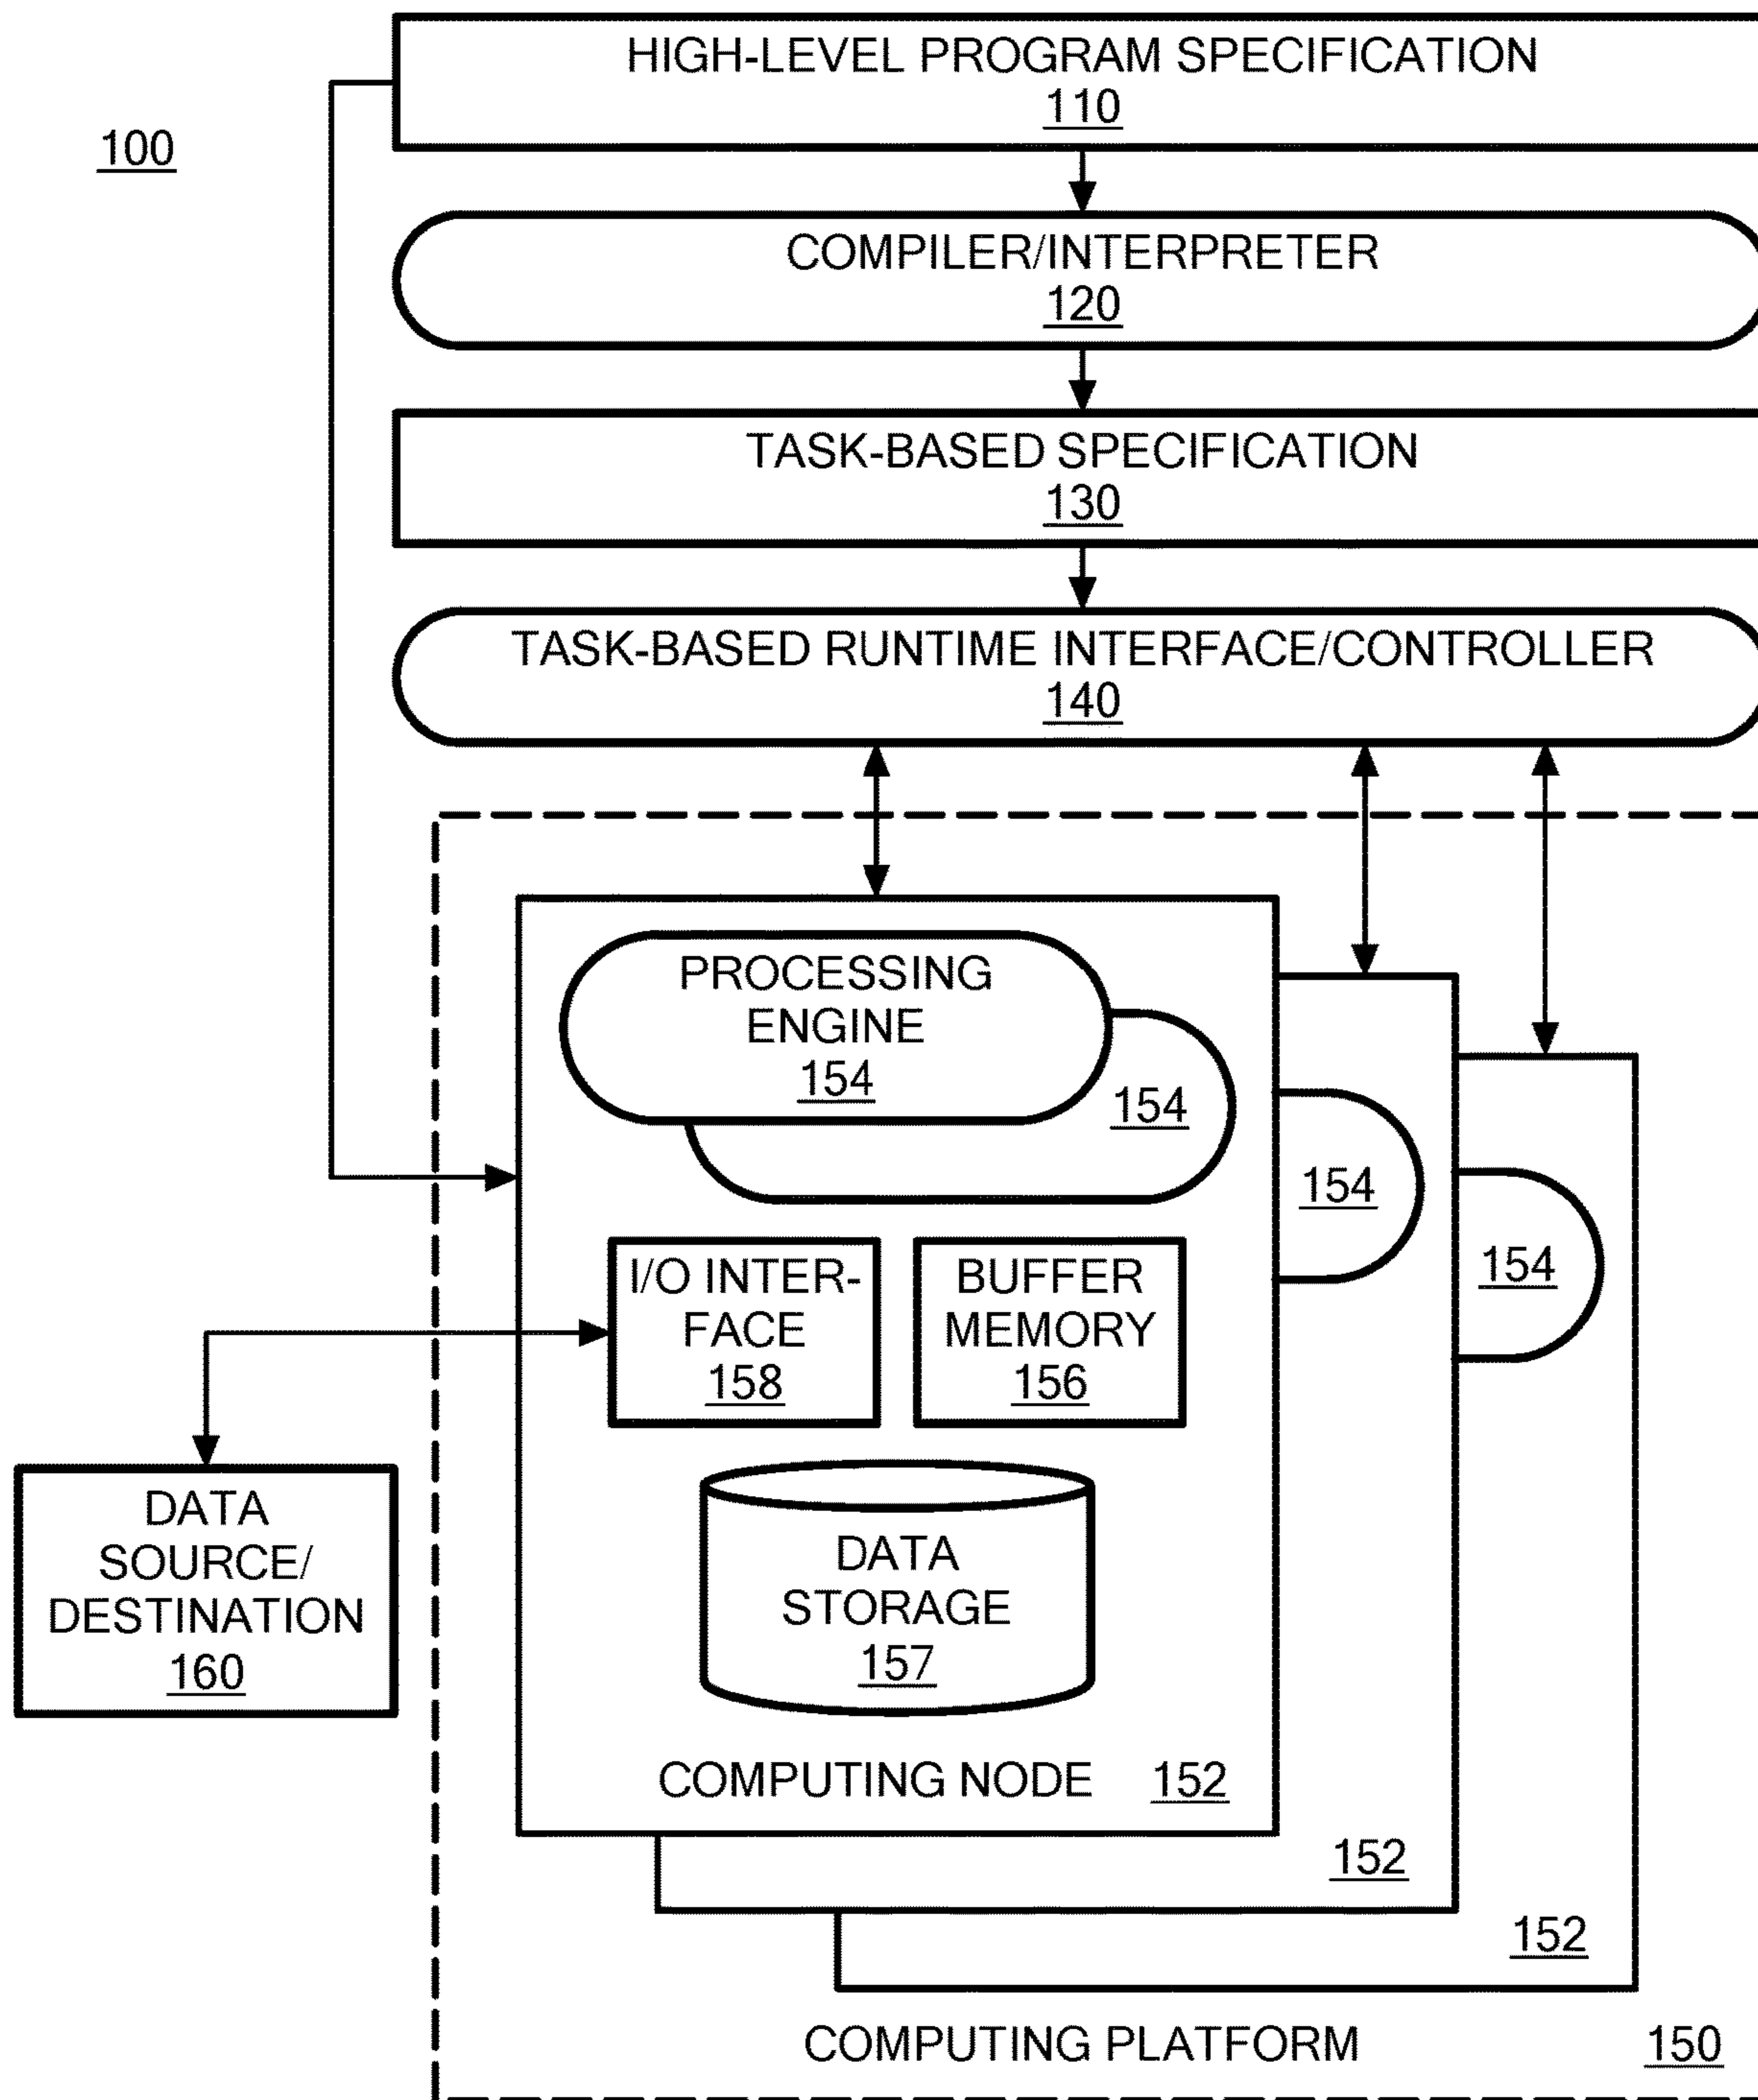 HIGH-LEVEL PROGRAM SPECIFICATION
110
100
COMPILER/INTERPRETER
120
TASK-BASED SPECIFICATION
130
TASK-BASED RUNTIME INTERFACE/CONTROLLER
140
PROCESSING
ENGINE
154
154
154
154
I/O INTER-
FACE
158
BUFFER
MEMORY
156
DATA
SOURCE/
DESTINATION
160
DATA
STORAGE
157
COMPUTING NODE 152
152
152
COMPUTING PLATFORM 150